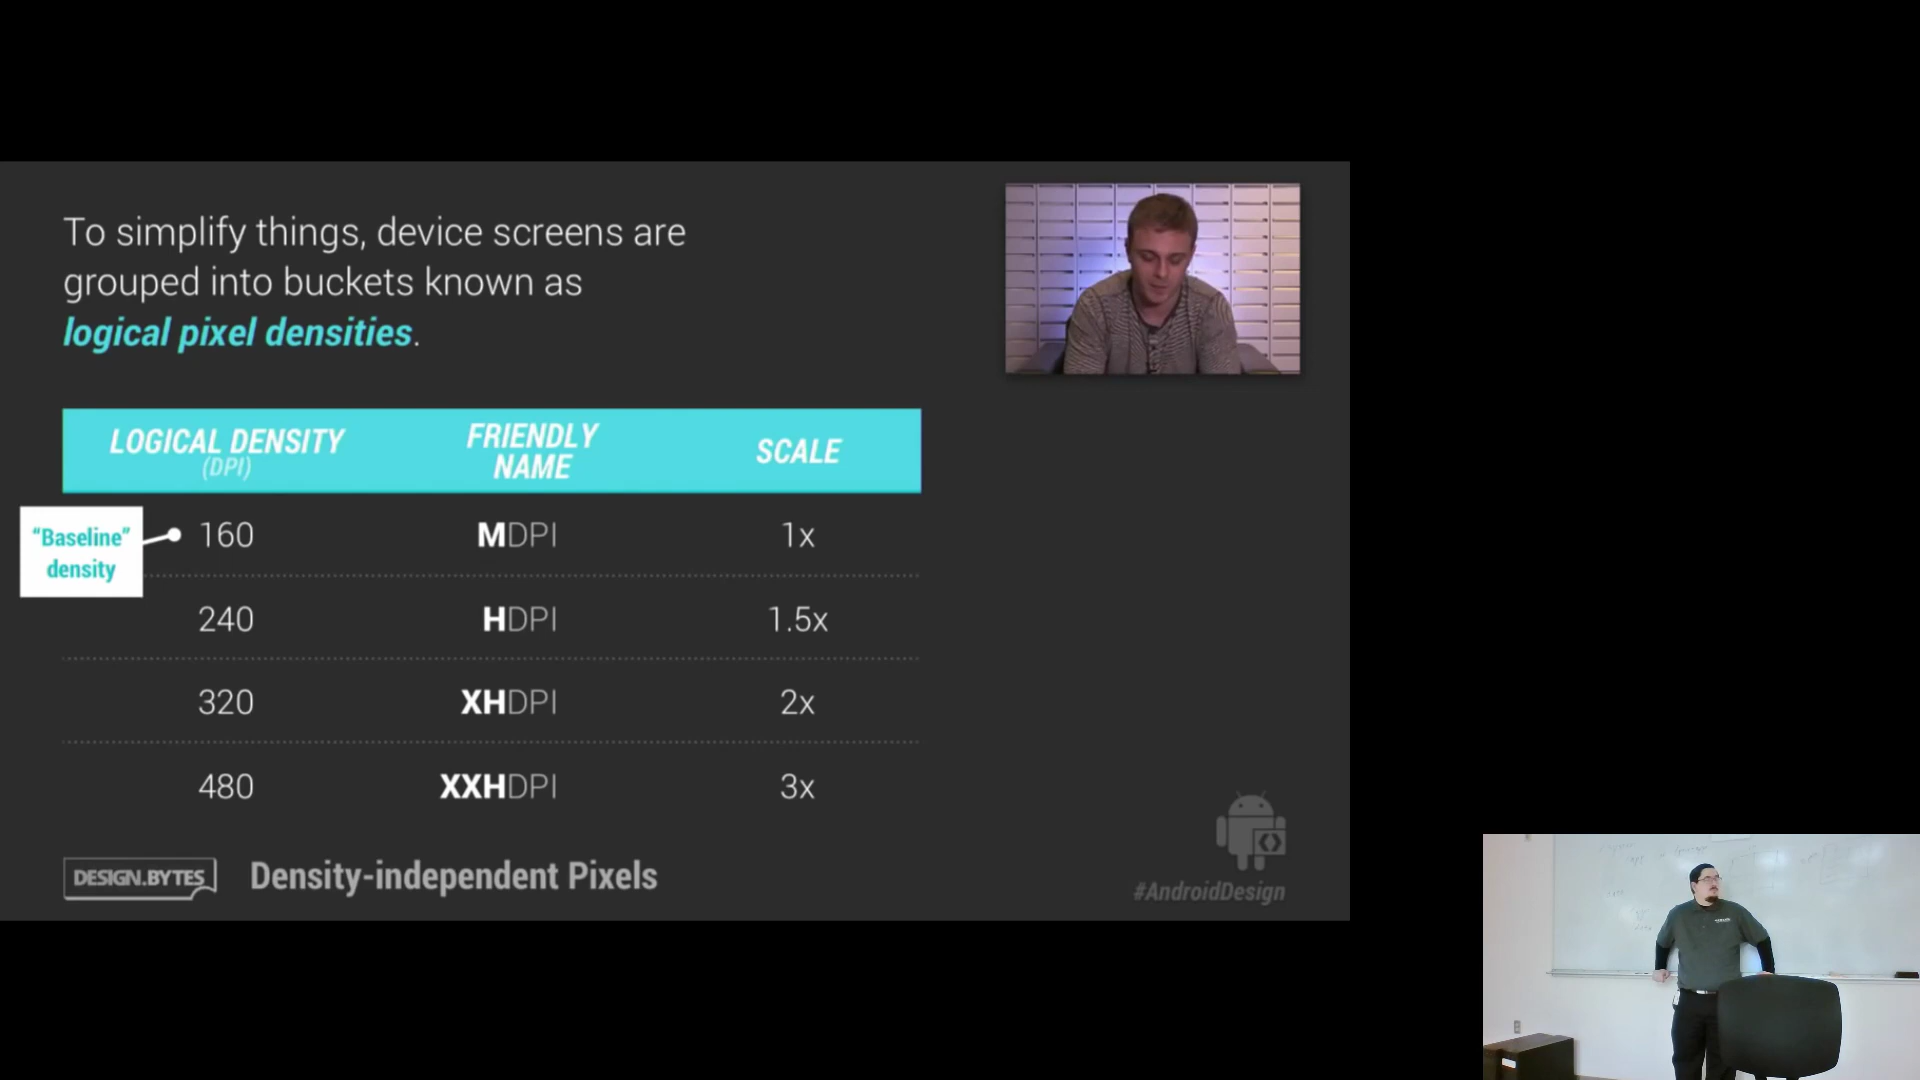 To simplify things, device screens are
grouped into buckets known as
logical pixel densities.
LOGICAL DENSITY
(DPI)
FRIENDLY
NAME
SCALE
"Baseline"
density
160 MDPI 1x
240 HDPI 1.5x
320 XHDPI 2x
480 XXHDPI 3x
DESIGN.BYTES
Density-independent Pixels
#AndroidDesign